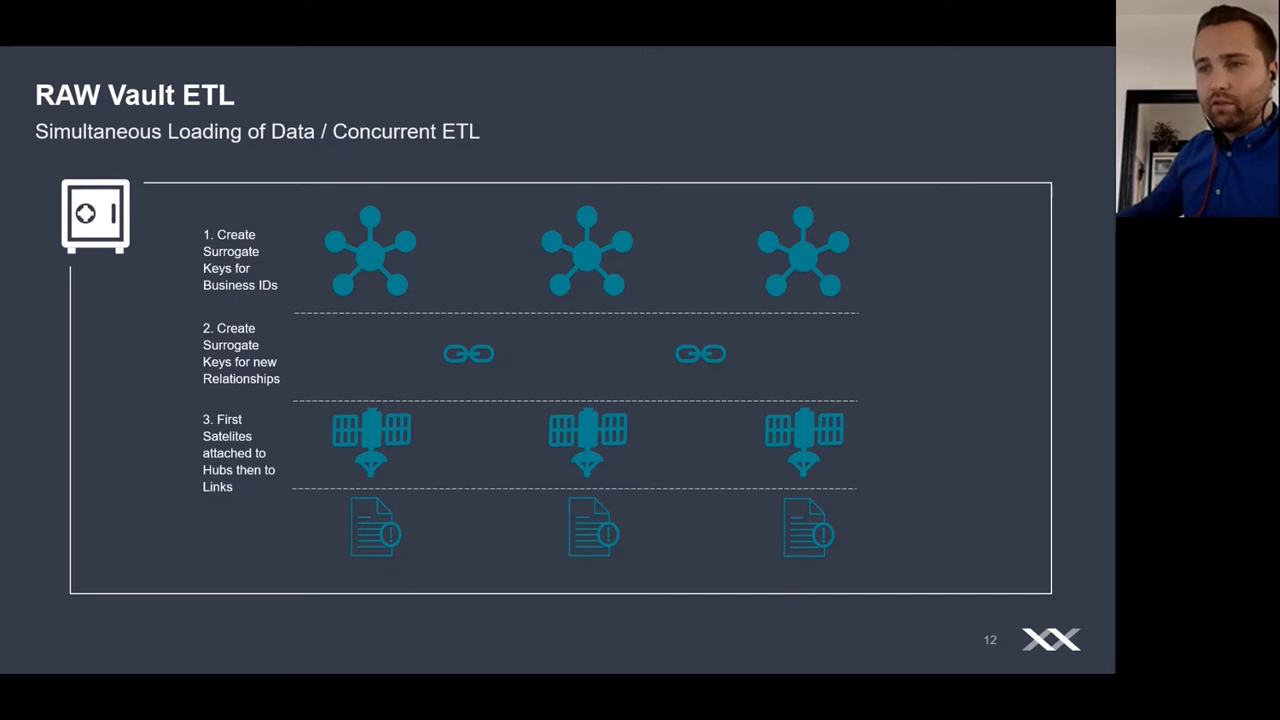 RAW Vault ETL
Simultaneous Loading of Data / Concurrent ETL
1. Create
Surrogate
Keys for
Business IDs
2. Create
Surrogate
Keys for new
Relationships
3. First
Satelites
attached to
Hubs then to
Links
12